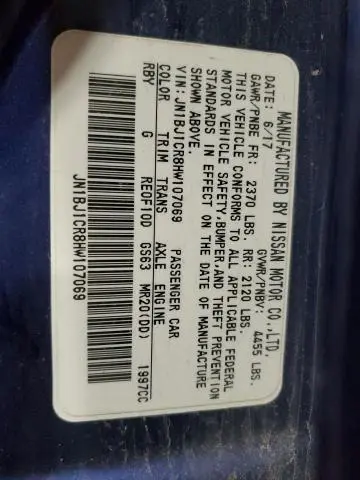 MANUFACTURED BY NISSAN MOTOR CO.,LTD.
DATE: 6/17 GVWR/PNBV: 4455 LBS.
GAWR/PNBE FR: 2370 LBS. RR: 2120 LBS.
THIS VEHICLE CONFORMS TO ALL APPLICABLE FEDERAL
MOTOR VEHICLE SAFETY,BUMPER,AND THEFT PREVENTION
STANDARDS IN EFFECT ON THE DATE OF MANUFACTURE
SHOWN ABOVE.
VIN:JN1BJ1CR8HW107069 PASSENGER CAR
COLOR TRIM TRANS AXLE ENGINE
RBY G RE0F10D GS63 MR20(DD) 1997CC
JN1BJ1CR8HW107069